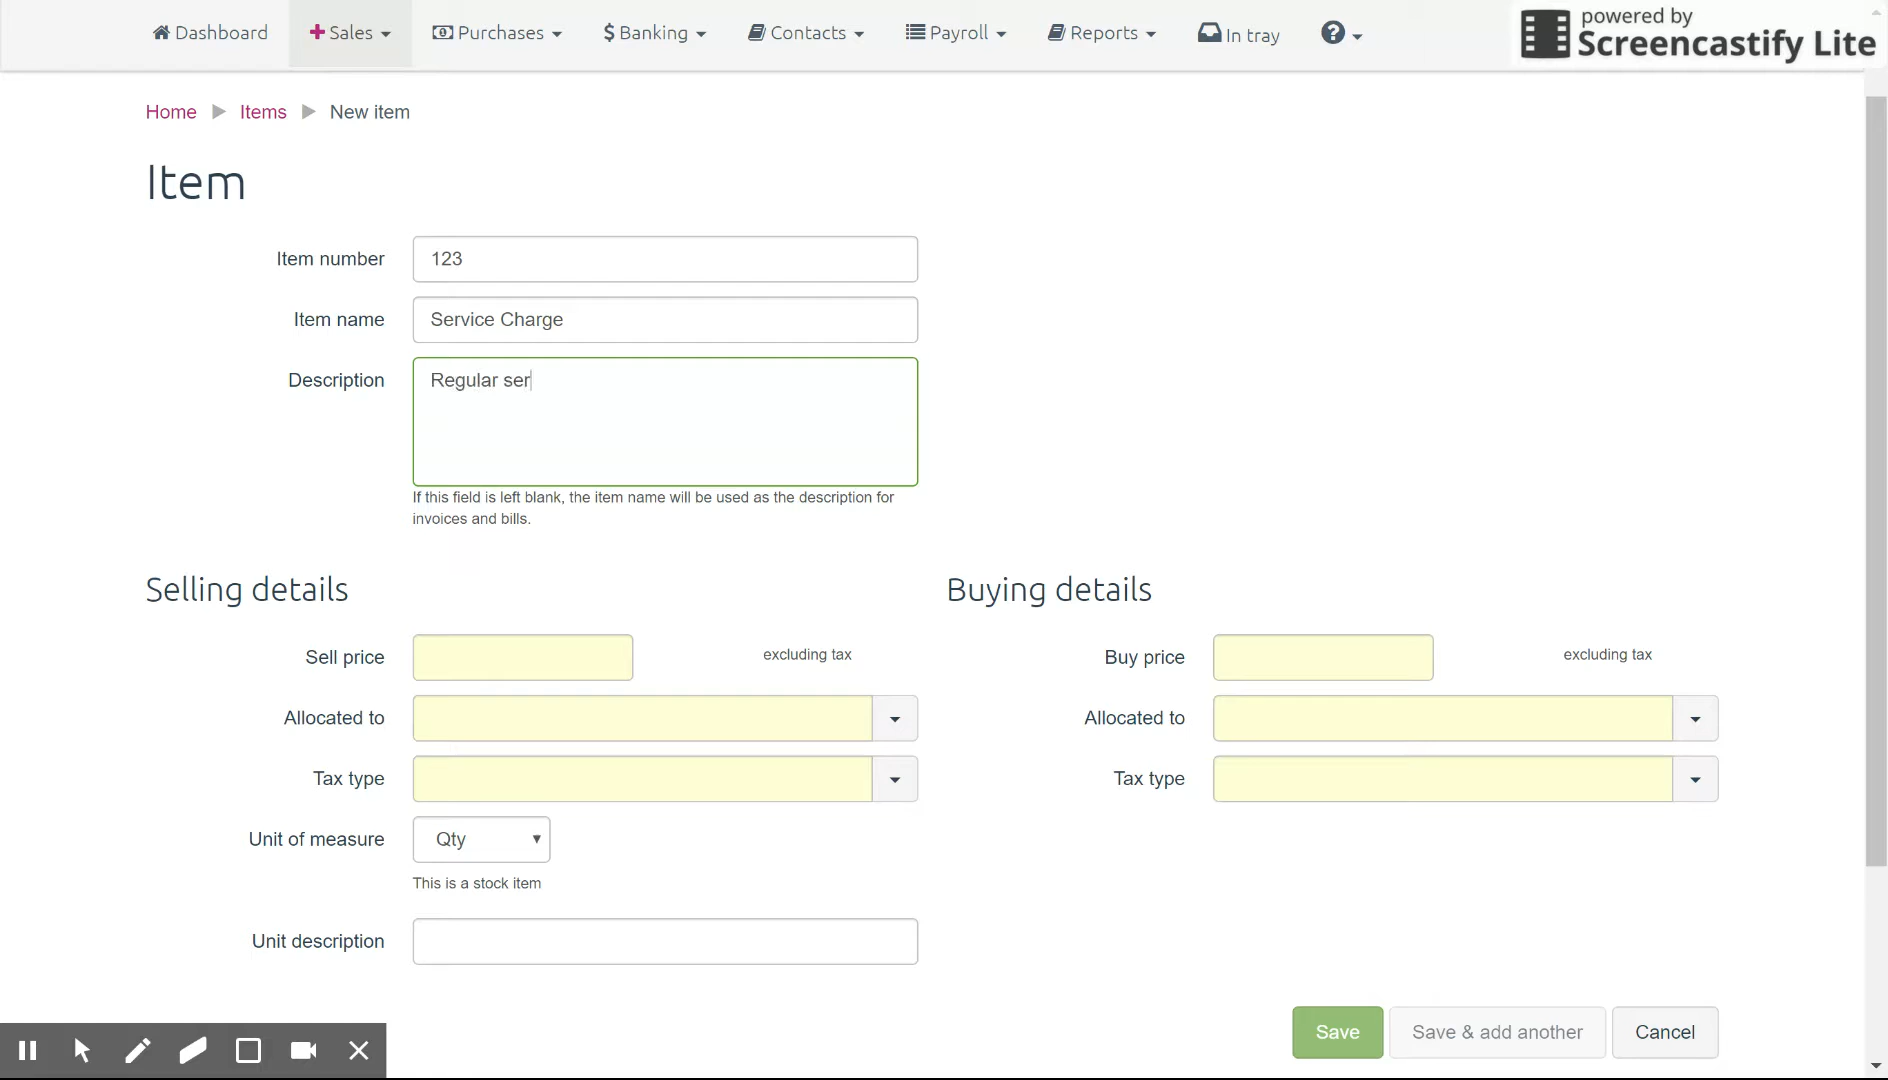 Dashboard Sales Purchases $ Banking Contacts Payroll Reports In tray ?
powered by
Screencastify Lite
Home Items New item
Item
Item number 123
Item name Service Charge
Description Regular ser
If this field is left blank, the item name will be used as the description for
invoices and bills.
Selling details
Sell price excluding tax
Allocated to
Tax type
Unit of measure Qty
This is a stock item
Unit description
Buying details
Buy price excluding tax
Allocated to
Tax type
Save Save & add another Cancel